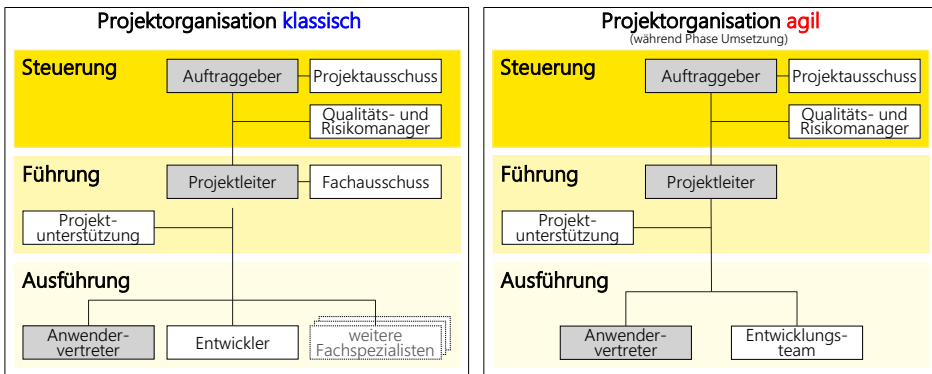 Projektorganisation klassisch
Steuerung
Auftraggeber
Projektausschuss
Qualitäts- und
Risikomanager
Führung
Projektleiter
Fachausschuss
Projekt-
unterstützung
Ausführung
Anwender-
vertreter
Entwickler
weitere
Fachspezialisten
Projektorganisation agil
(während Phase Umsetzung)
Steuerung
Auftraggeber
Projektausschuss
Qualitäts- und
Risikomanager
Führung
Projektleiter
Projekt-
unterstützung
Ausführung
Anwender-
vertreter
Entwicklungs-
team